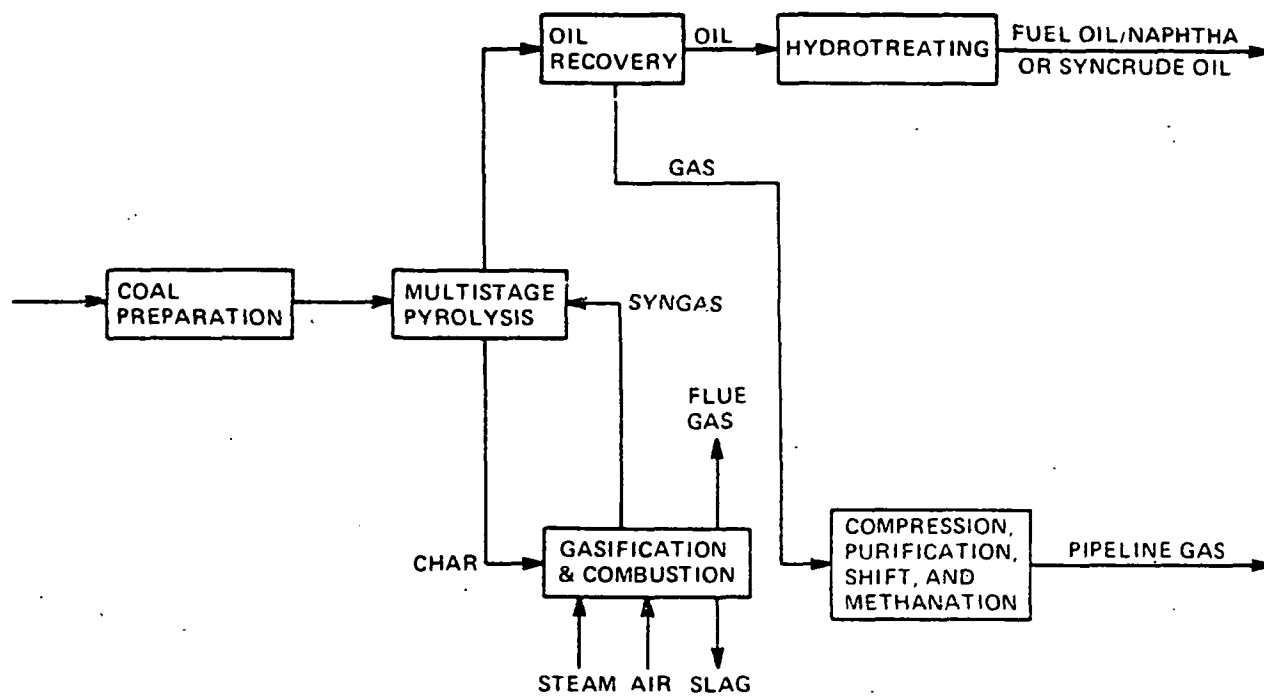 OIL
RECOVERY
OIL
HYDROTREATING
FUEL OIL/NAPHTHA
OR SYNCRUDE OIL
GAS
COAL
PREPARATION
MULTISTAGE
PYROLYSIS
SYNGAS
FLUE
GAS
CHAR
GASIFICATION
& COMBUSTION
COMPRESSION,
PURIFICATION,
SHIFT, AND
METHANATION
PIPELINE GAS
STEAM AIR SLAG